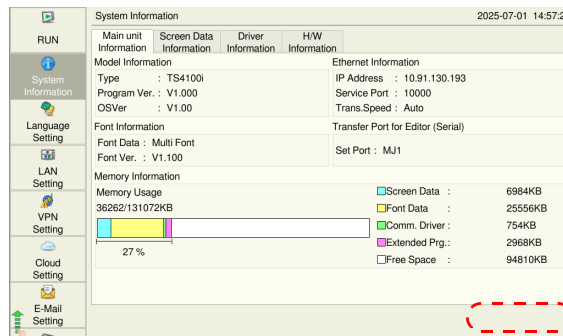 System Information
2025-07-01 14:57:2
RUN
System
Information
Language
Setting
LAN
Setting
VPN
Setting
Cloud
Setting
E-Mail
Setting
Main unit
Information
Screen Data
Information
Driver
Information
H/W
Information
Model Information
Type : TS4100i
Program Ver. : V1.000
OSVer : V1.00
Ethernet Information
IP Address : 10.91.130.193
Service Port : 10000
Trans.Speed : Auto
Font Information
Font Data : Multi Font
Font Ver. : V1.100
Transfer Port for Editor (Serial)
Set Port : MJ1
Memory Information
Memory Usage
36262/131072KB
27 %
Screen Data : 6984KB
Font Data : 25556KB
Comm. Driver : 754KB
Extended Prg.: 2968KB
Free Space : 94810KB